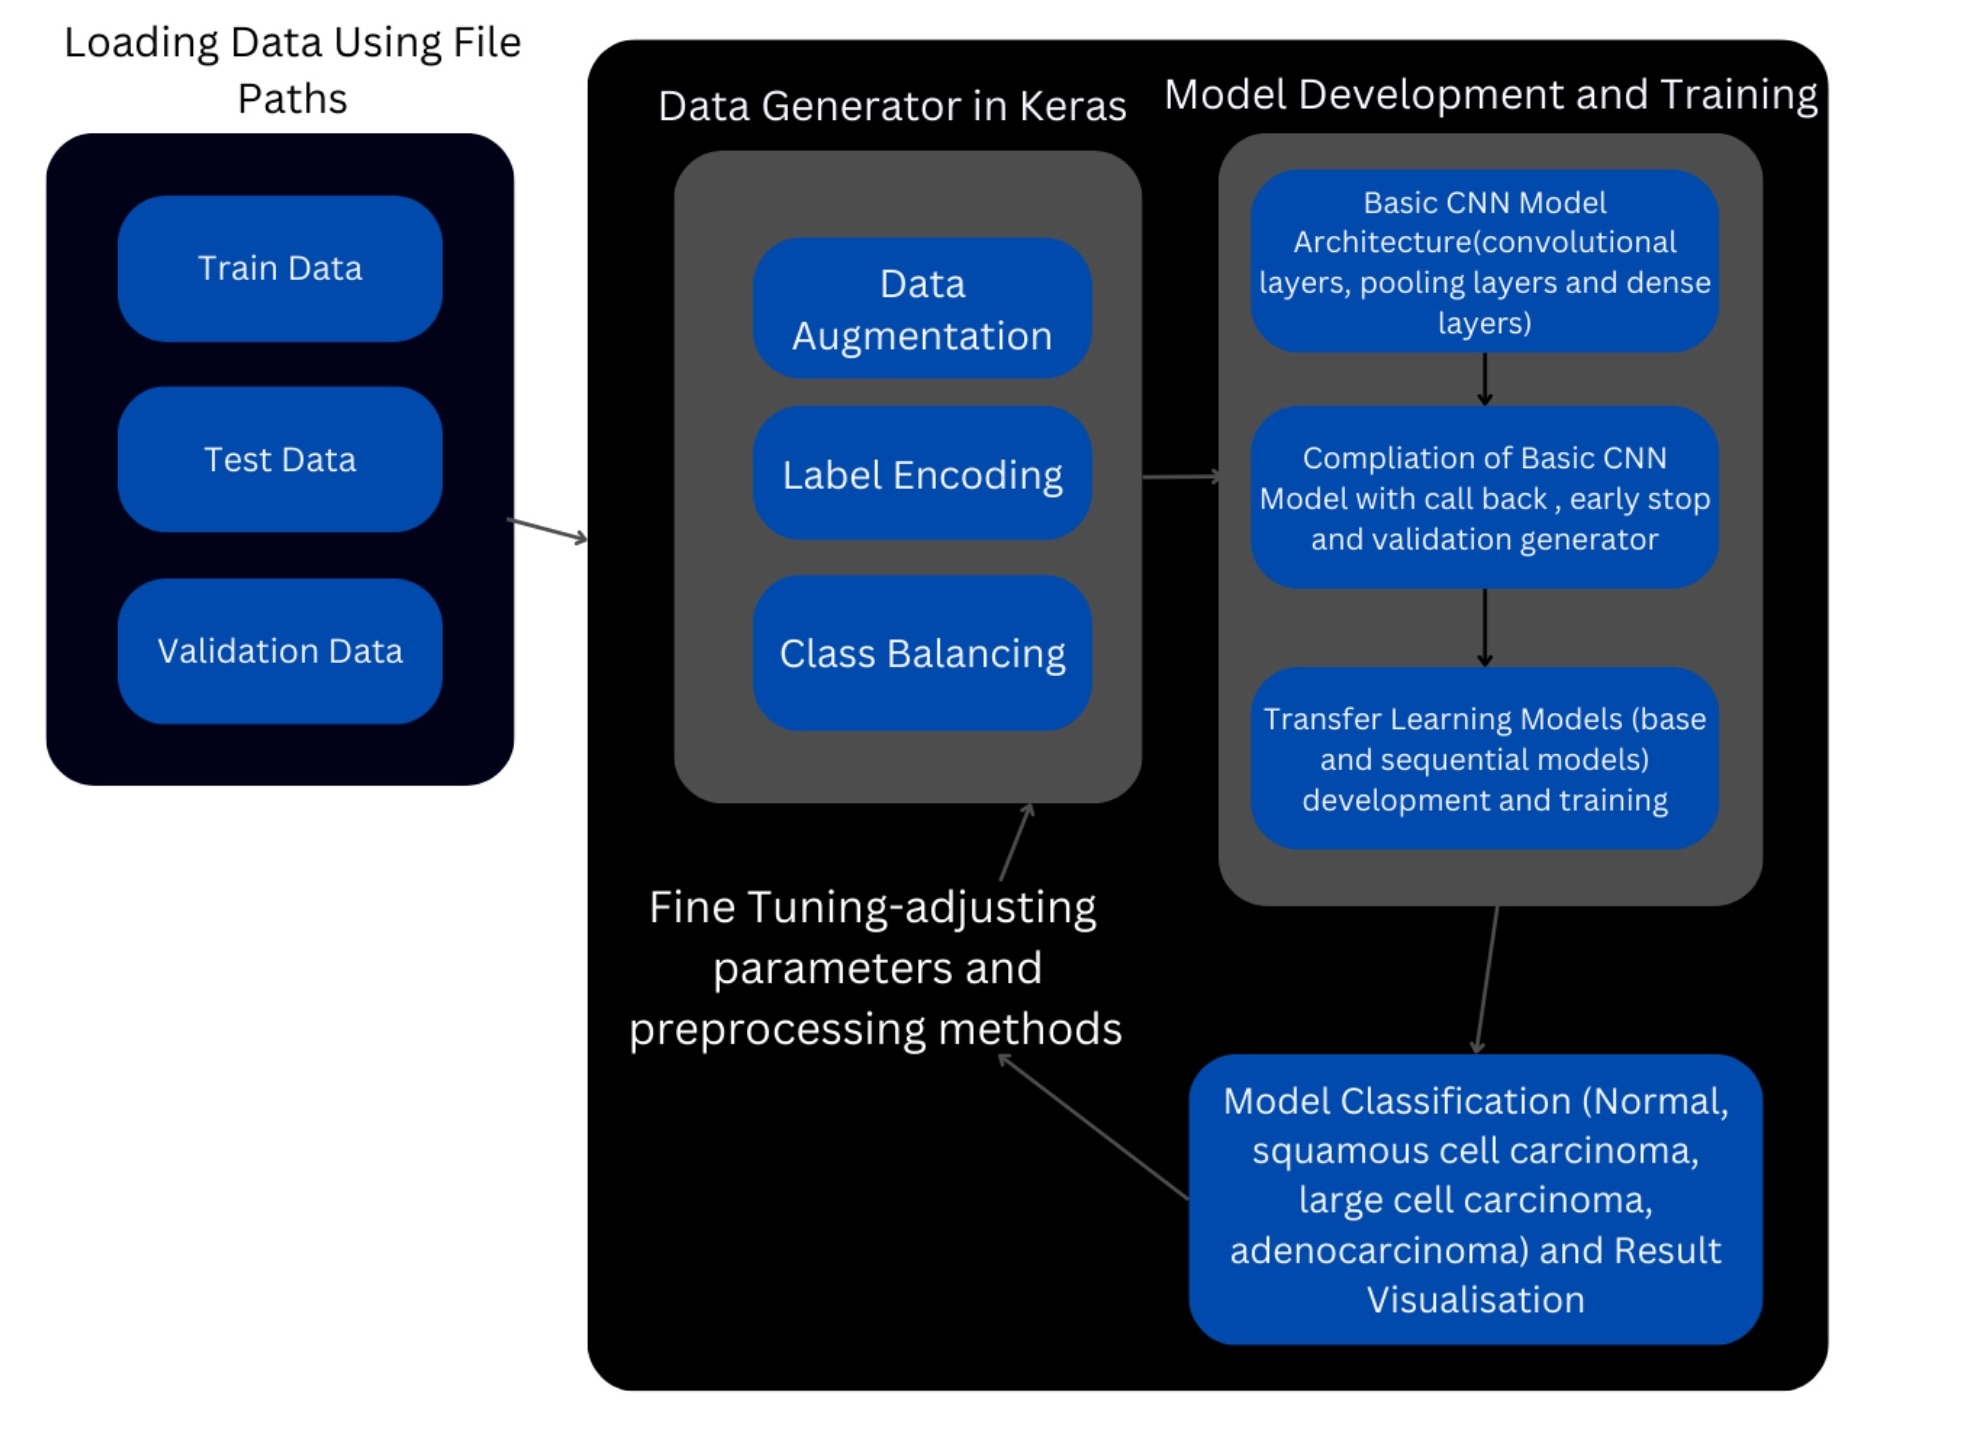 Loading Data Using File
Paths
Train Data
Test Data
Validation Data
Data Generator in Keras
Data
Augmentation
Label Encoding
Class Balancing
Model Development and Training
Basic CNN Model
Architecture(convolutional
layers, pooling layers and dense
layers)
Compliation of Basic CNN
Model with call back , early stop
and validation generator
Transfer Learning Models (base
and sequential models)
development and training
Fine Tuning-adjusting
parameters and
preprocessing methods
Model Classification (Normal,
squamous cell carcinoma,
large cell carcinoma,
adenocarcinoma) and Result
Visualisation